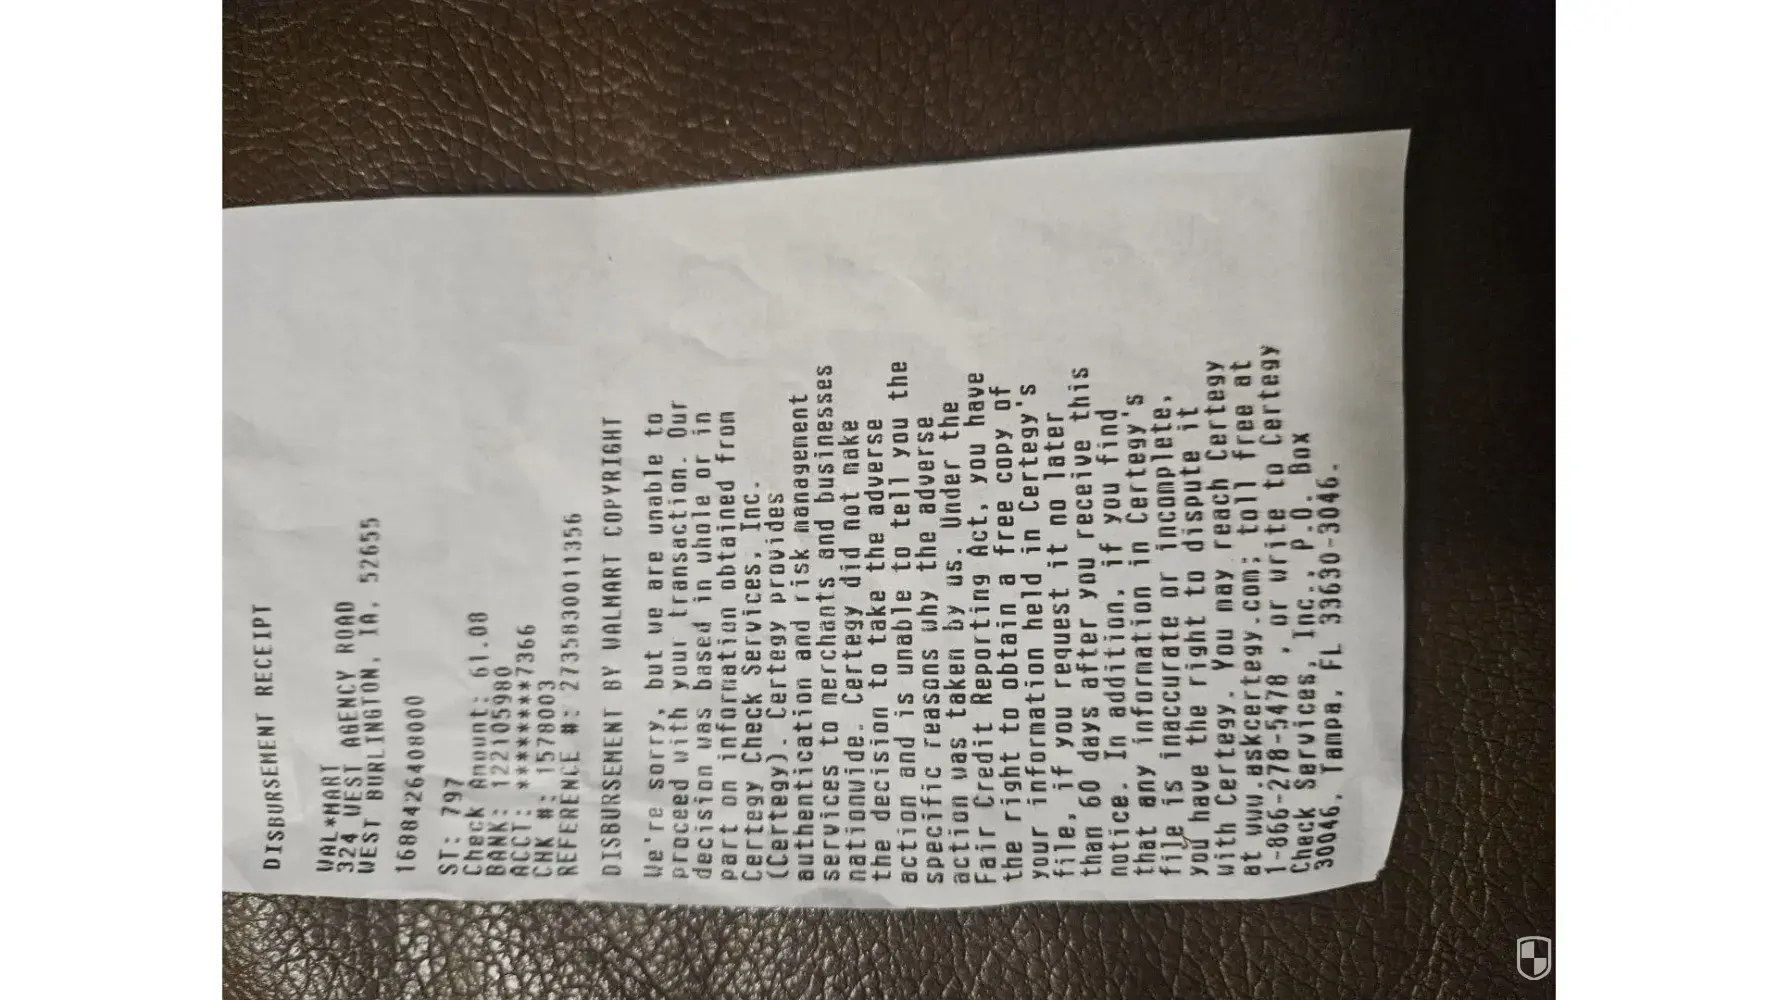 DISBURSEMENT RECEIPT
WAL*MART
324 WEST AGENCY ROAD
WEST BURLINGTON, IA, 52655
16884264080​00
ST: 797
Check Amount: 61.08
BANK: 122105980
ACCT: ********7366
CHK #: 1578003
REFERENCE #: 27358300113​56
DISBURSEMENT BY WALMART COPYRIGHT
We're sorry, but we are unable to
proceed with your transaction. Our
decision was based in whole or in
part on information obtained from
Certegy Check Services, Inc.
(Certegy). Certegy provides
authentication and risk management
services to merchants and businesses
nationwide. Certegy did not make
the decision to take the adverse
action and is unable to tell you the
specific reasons why the adverse
action was taken by us. Under the
Fair Credit Reporting Act, you have
the right to obtain a free copy of
your information held in Certegy's
file, if you request it no later
than 60 days after you receive this
notice. In addition, if you find
that any information in Certegy's
file is inaccurate or incomplete,
you have the right to dispute it
with Certegy. You may reach Certegy
at www.askcertegy.com; toll free at
1-866-278-5478 , or write to Certegy
Check Services, Inc., P.O. Box
30046, Tampa, FL 33630-3046.